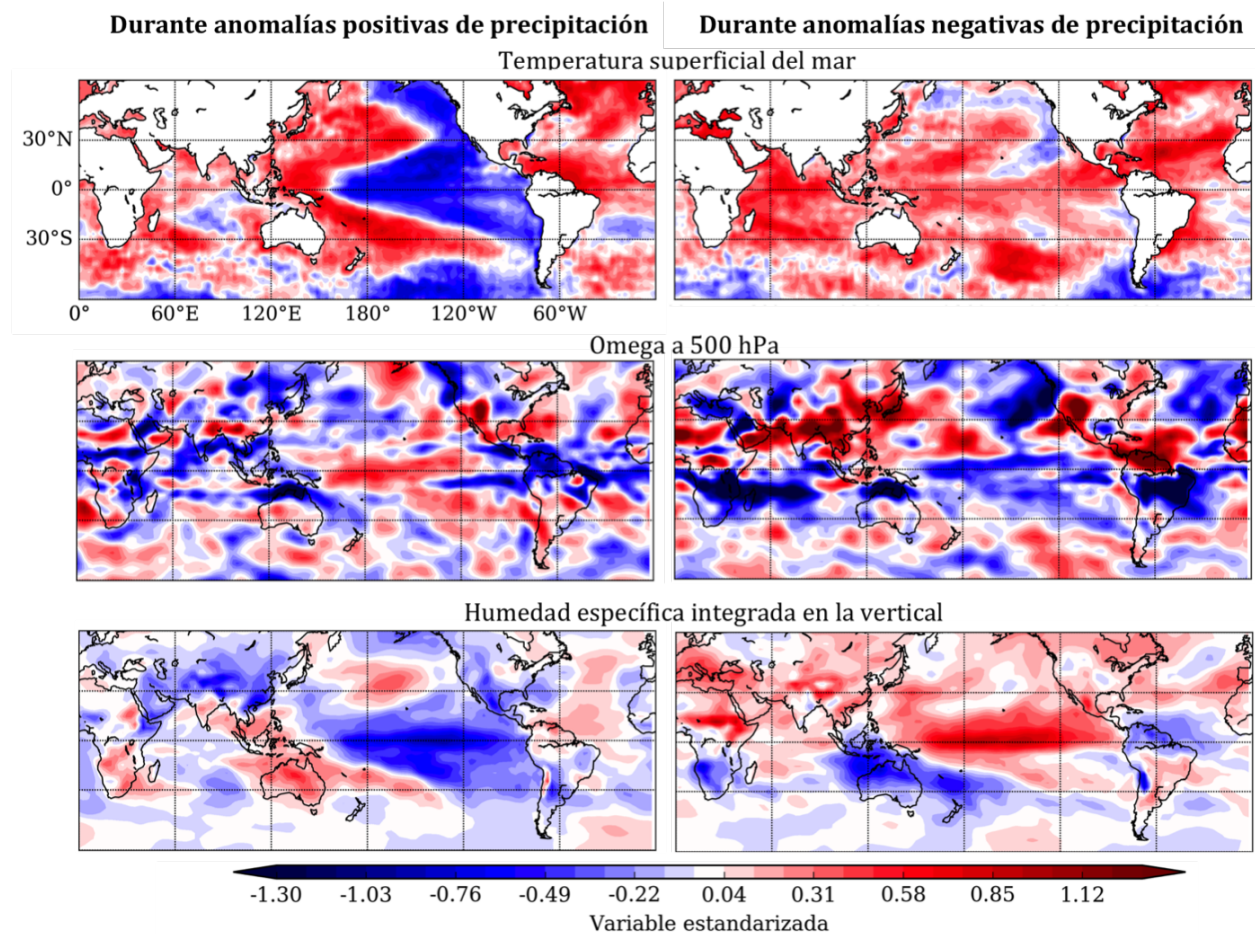 Durante anomalías positivas de precipitación
Durante anomalías negativas de precipitación
Temperatura superficial del mar
30°N
0°
30°S
0° 60°E 120°E 180° 120°W 60°W
Omega a 500 hPa
Humedad específica integrada en la vertical
-1.30 -1.03 -0.76 -0.49 -0.22 0.04 0.31 0.58 0.85 1.12
Variable estandarizada